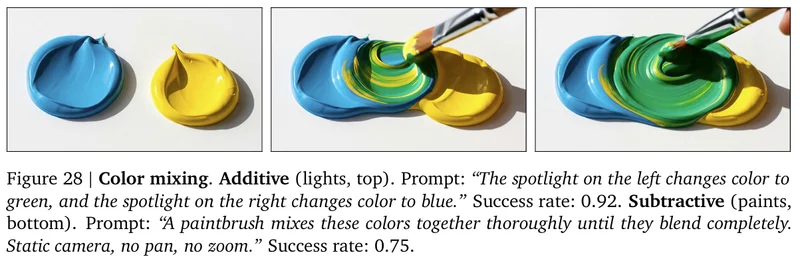 Figure 28 | Color mixing. Additive (lights, top). Prompt: “The spotlight on the left changes color to
green, and the spotlight on the right changes color to blue.” Success rate: 0.92. Subtractive (paints,
bottom). Prompt: “A paintbrush mixes these colors together thoroughly until they blend completely.
Static camera, no pan, no zoom.” Success rate: 0.75.